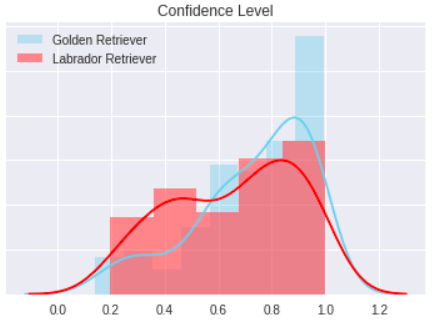 Confidence Level
Golden Retriever
Labrador Retriever
0.0 0.2 0.4 0.6 0.8 1.0 1.2